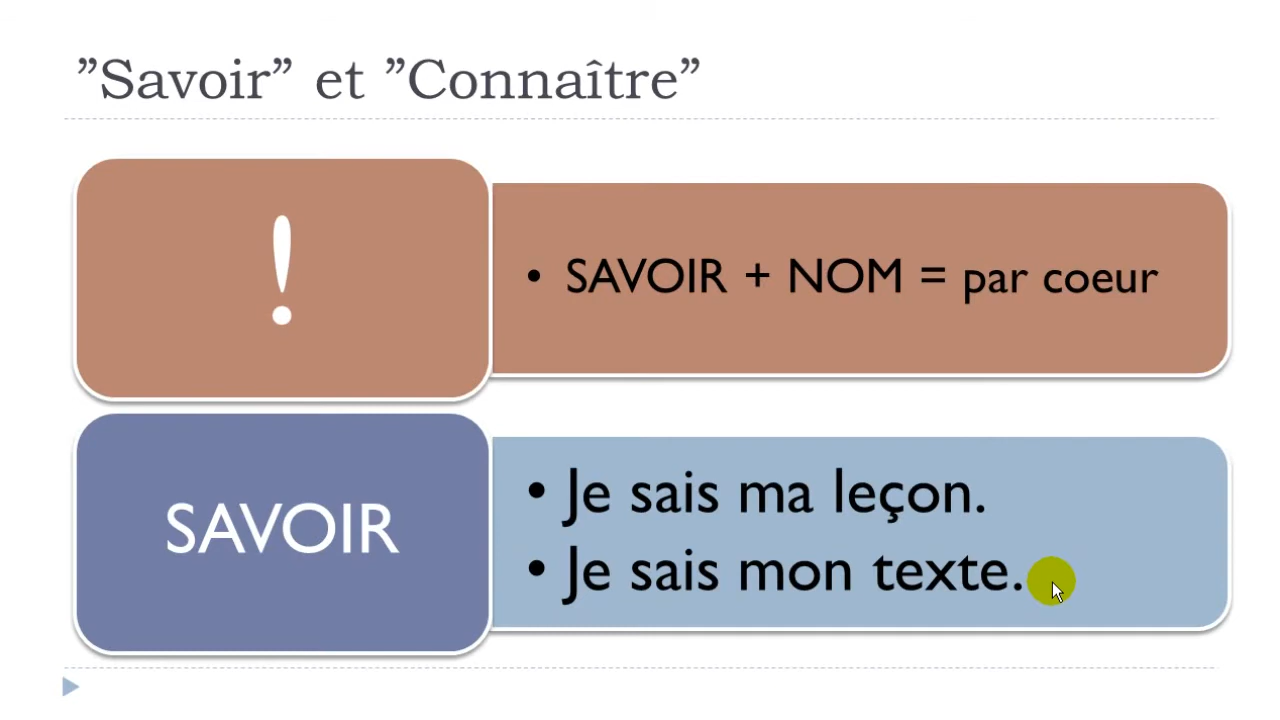 ”Savoir” et ”Connaître”
!
• SAVOIR + NOM = par coeur
SAVOIR
• Je sais ma leçon.
• Je sais mon texte.